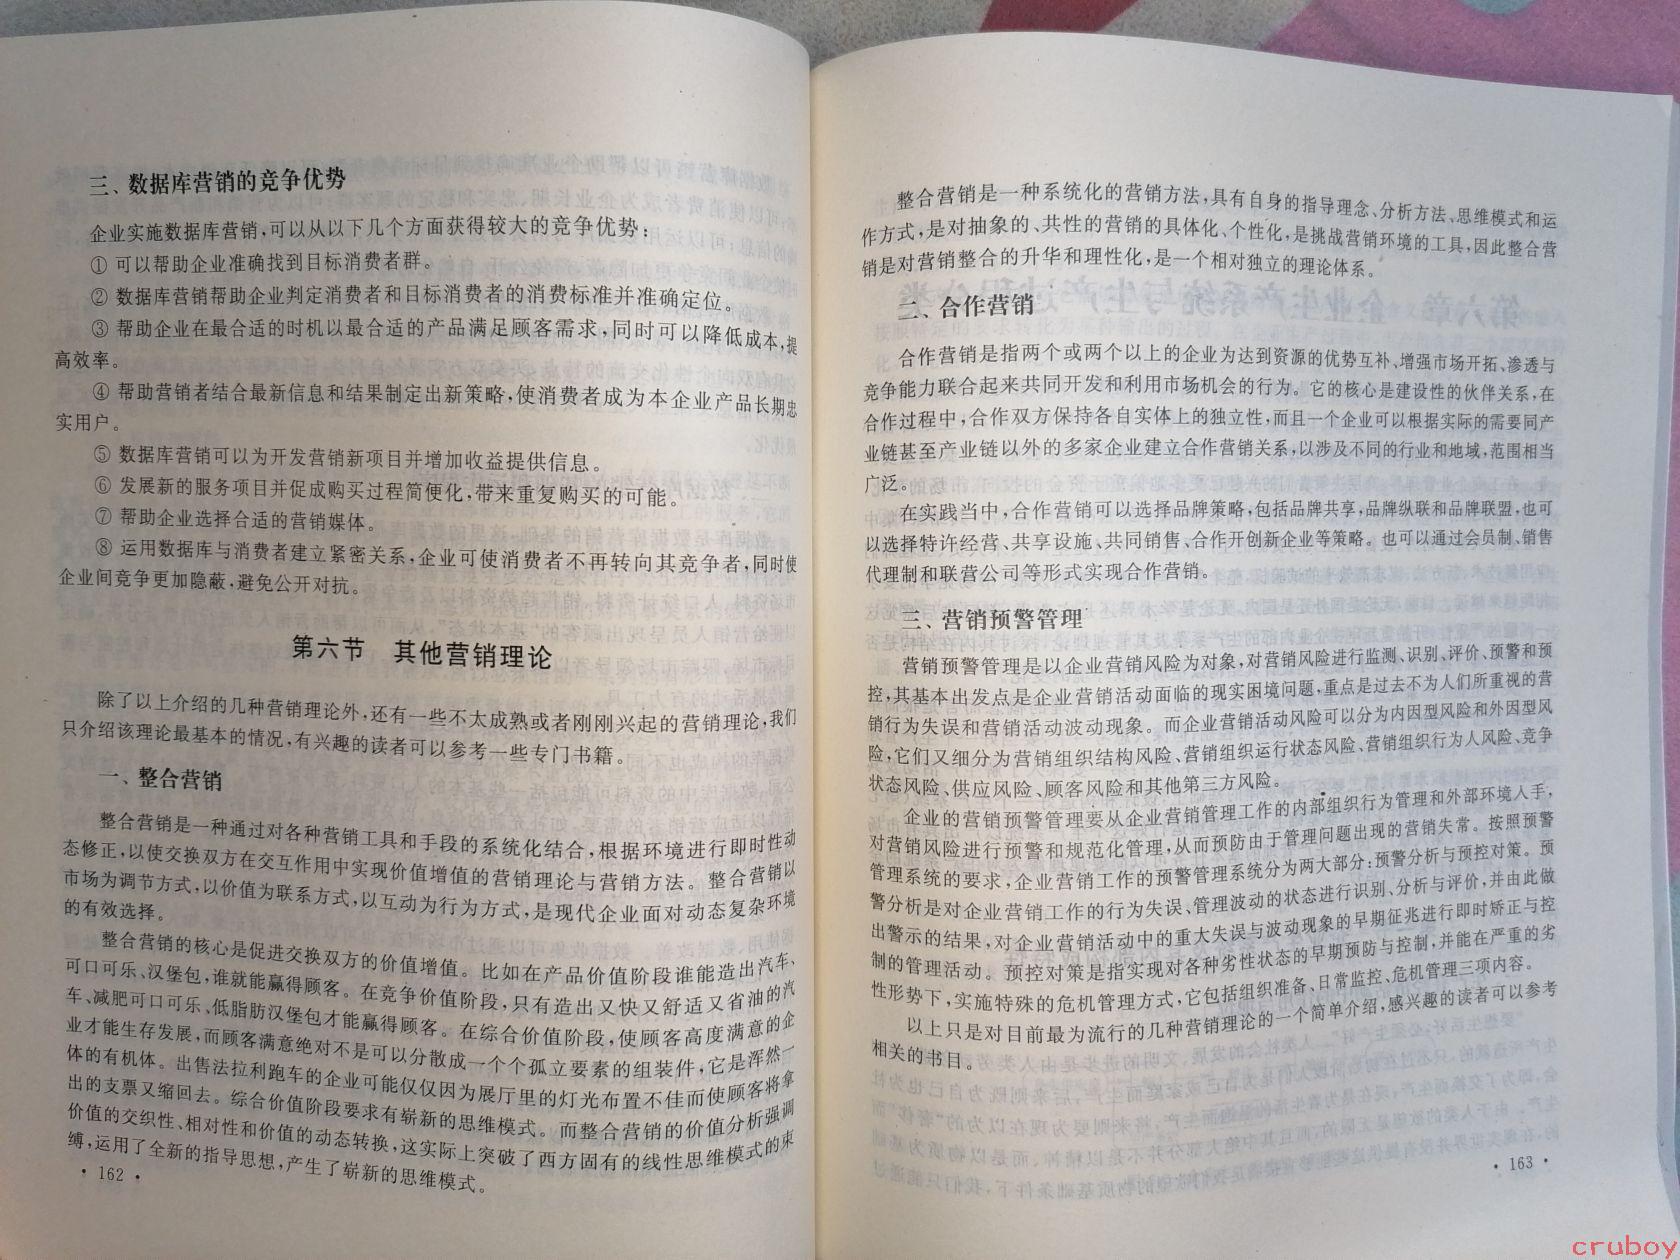 三、数据库营销的竞争优势
企业实施数据库营销,可以从以下几个方面获得较大的竞争优势:
① 可以帮助企业准确找到目标消费者群。
② 数据库营销帮助企业判定消费者和目标消费者的消费标准并准确定位。
③ 帮助企业在最合适的时机以最合适的产品满足顾客需求,同时可以降低成本,提
高效率。
④ 帮助营销者结合最新信息和结果制定出新策略,使消费者成为本企业产品长期忠
实用户。
⑤ 数据库营销可以为开发营销新项目并增加收益提供信息。
⑥ 发展新的服务项目并促成购买过程简便化,带来重复购买的可能。
⑦ 帮助企业选择合适的营销媒体。
⑧ 运用数据库与消费者建立紧密关系,企业可使消费者不再转向其竞争者,同时使
企业间竞争更加隐蔽,避免公开对抗。
第六节 其他营销理论
除了以上介绍的几种营销理论外,还有一些不太成熟或者刚刚兴起的营销理论,我们
只介绍该理论最基本的情况,有兴趣的读者可以参考一些专门书籍。
一、整合营销
整合营销是一种通过对各种营销工具和手段的系统化结合,根据环境进行即时性动
态修正,以使交换双方在交互作用中实现价值增值的营销理论与营销方法。整合营销以
市场为调节方式,以价值为联系方式,以互动为行为方式,是现代企业面对动态复杂环境
的有效选择。
整合营销的核心是促进交换双方的价值增值。比如在产品价值阶段谁能造出汽车、
可口可乐、汉堡包,谁就能赢得顾客。在竞争价值阶段,只有造出又快又舒适又省油的汽
车、减肥可口可乐、低脂肪汉堡包才能赢得顾客。在综合价值阶段,使顾客高度满意的企
业才能生存发展,而顾客满意绝对不是可以分散成一个个孤立要素的组装件,它是浑然一
体的有机体。出售法拉利跑车的企业可能仅仅因为展厅里的灯光布置不佳而使顾客将拿
出的支票又缩回去。综合价值阶段要求有崭新的思维模式。而整合营销的价值分析强调
价值的交织性、相对性和价值的动态转换,这实际上突破了西方固有的线性思维模式的束
缚,运用了全新的指导思想,产生了崭新的思维模式。
· 162 ·
整合营销是一种系统化的营销方法,具有自身的指导理念、分析方法、思维模式和运
作方式,是对抽象的、共性的营销的具体化、个性化,是挑战营销环境的工具,因此整合营
销是对营销整合的升华和理性化,是一个相对独立的理论体系。
二、合作营销
合作营销是指两个或两个以上的企业为达到资源的优势互补、增强市场开拓、渗透与
竞争能力联合起来共同开发和利用市场机会的行为。它的核心是建设性的伙伴关系,在
合作过程中,合作双方保持各自实体上的独立性,而且一个企业可以根据实际的需要同产
业链甚至产业链以外的多家企业建立合作营销关系,以涉及不同的行业和地域,范围相当
广泛。
在实践当中,合作营销可以选择品牌策略,包括品牌共享,品牌纵联和品牌联盟,也可
以选择特许经营、共享设施、共同销售、合作开创新企业等策略。也可以通过会员制、销售
代理制和联营公司等形式实现合作营销。
三、营销预警管理
营销预警管理是以企业营销风险为对象,对营销风险进行监测、识别、评价、预警和预
控,其基本出发点是企业营销活动面临的现实困境问题,重点是过去不为人们所重视的营
销行为失误和营销活动波动现象。而企业营销活动风险可以分为内因型风险和外因型风
险,它们又细分为营销组织结构风险、营销组织运行状态风险、营销组织行为人风险、竞争
状态风险、供应风险、顾客风险和其他第三方风险。
企业的营销预警管理要从企业营销管理工作的内部组织行为管理和外部环境人手,
对营销风险进行预警和规范化管理,从而预防由于管理问题出现的营销失常。按照预警
管理系统的要求,企业营销工作的预警管理系统分为两大部分:预警分析与预控对策。预
警分析是对企业营销工作的行为失误、管理波动的状态进行识别、分析与评价,并由此做
出警示的结果,对企业营销活动中的重大失误与波动现象的早期征兆进行即时矫正与控
制的管理活动。预控对策是指实现对各种劣性状态的早期预防与控制,并能在严重的劣
性形势下,实施特殊的危机管理方式,它包括组织准备、日常监控、危机管理三项内容。
以上只是对目前最为流行的几种营销理论的一个简单介绍,感兴趣的读者可以参考
相关的书目。
· 163 ·
cruboy